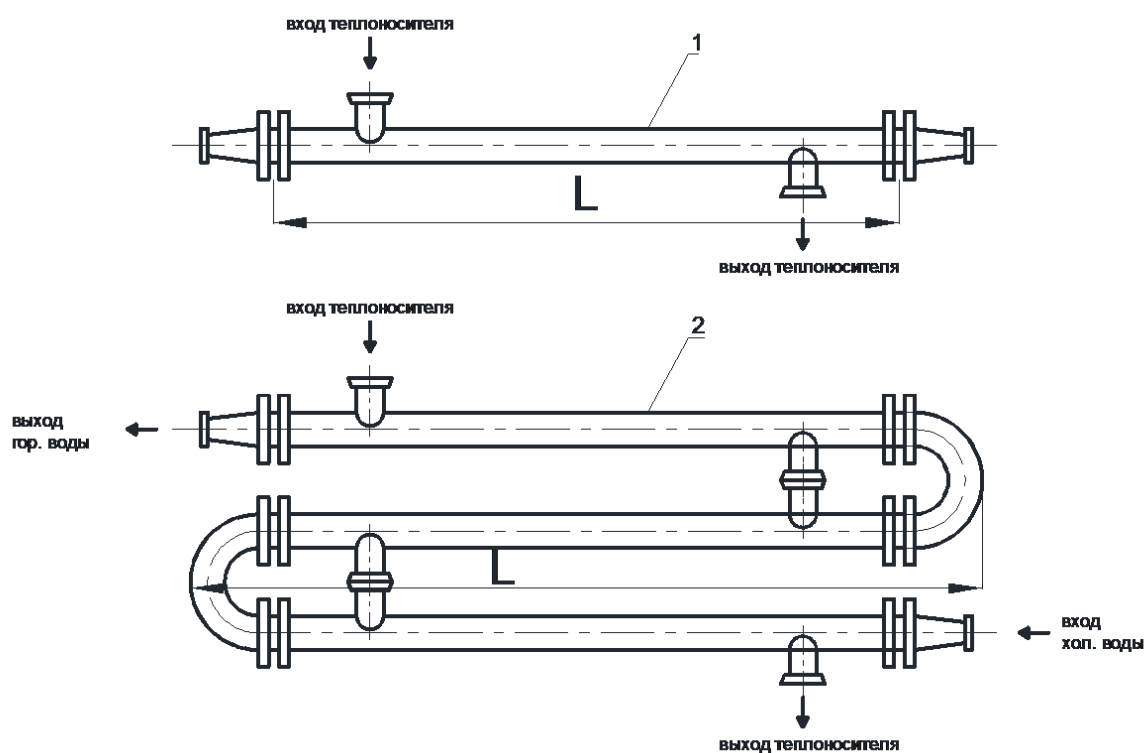 вход теплоносителя
1
L
выход теплоносителя
вход теплоносителя
2
выход
гор. воды
L
вход
хол. воды
выход теплоносителя